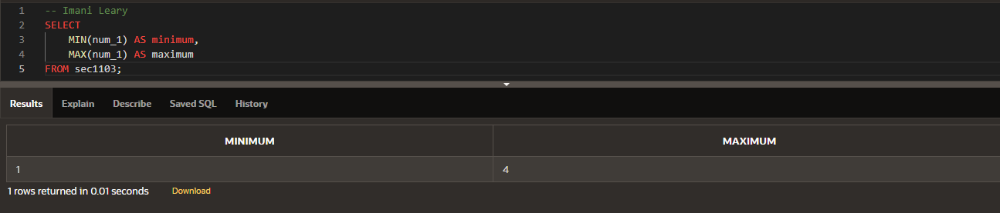 1 -- Imani Leary
2 SELECT
3 MIN(num_1) AS minimum,
4 MAX(num_1) AS maximum
5 FROM sec1103;
Results Explain Describe Saved SQL History
MINIMUM MAXIMUM
1 4
1 rows returned in 0.01 seconds Download